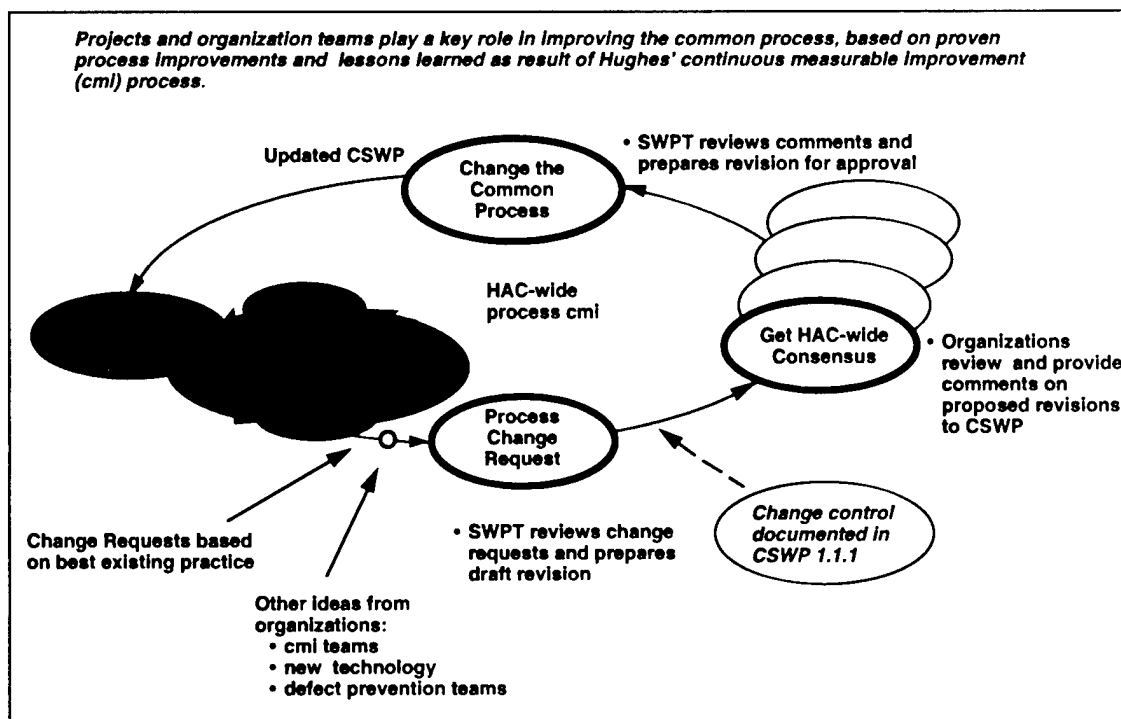 Projects and organization teams play a key role in improving the common process, based on proven
process improvements and lessons learned as result of Hughes' continuous measurable improvement
(cmi) process.
Updated CSWP
Change the
Common
Process
• SWPT reviews comments and
prepares revision for approval
HAC-wide
process cmi
Get HAC-wide
Consensus
• Organizations
review and provide
comments on
proposed revisions
to CSWP
Process
Change
Request
Change Requests based
on best existing practice
• SWPT reviews change
requests and prepares
draft revision
Change control
documented in
CSWP 1.1.1
Other ideas from
organizations:
• cmi teams
• new technology
• defect prevention teams